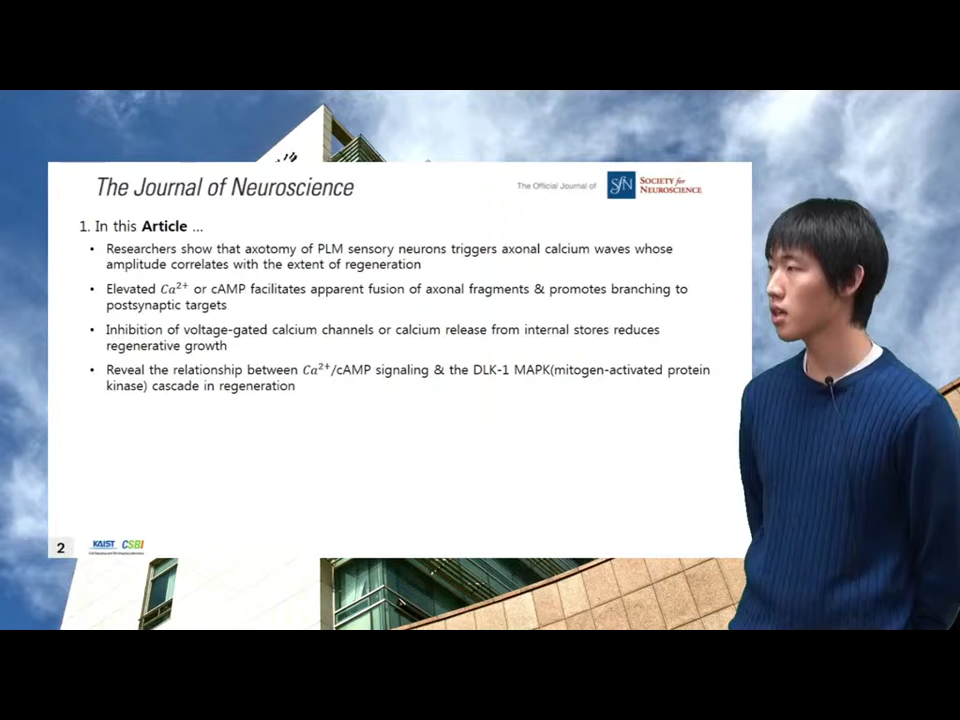 The Journal of Neuroscience
The Official Journal of
SfN
SOCIETY for
NEUROSCIENCE
1. In this Article ...
• Researchers show that axotomy of PLM sensory neurons triggers axonal calcium waves whose
amplitude correlates with the extent of regeneration
• Elevated Ca²⁺ or cAMP facilitates apparent fusion of axonal fragments & promotes branching to
postsynaptic targets
• Inhibition of voltage-gated calcium channels or calcium release from internal stores reduces
regenerative growth
• Reveal the relationship between Ca²⁺/cAMP signaling & the DLK-1 MAPK(mitogen-activated protein
kinase) cascade in regeneration
2
KAIST
CSBI